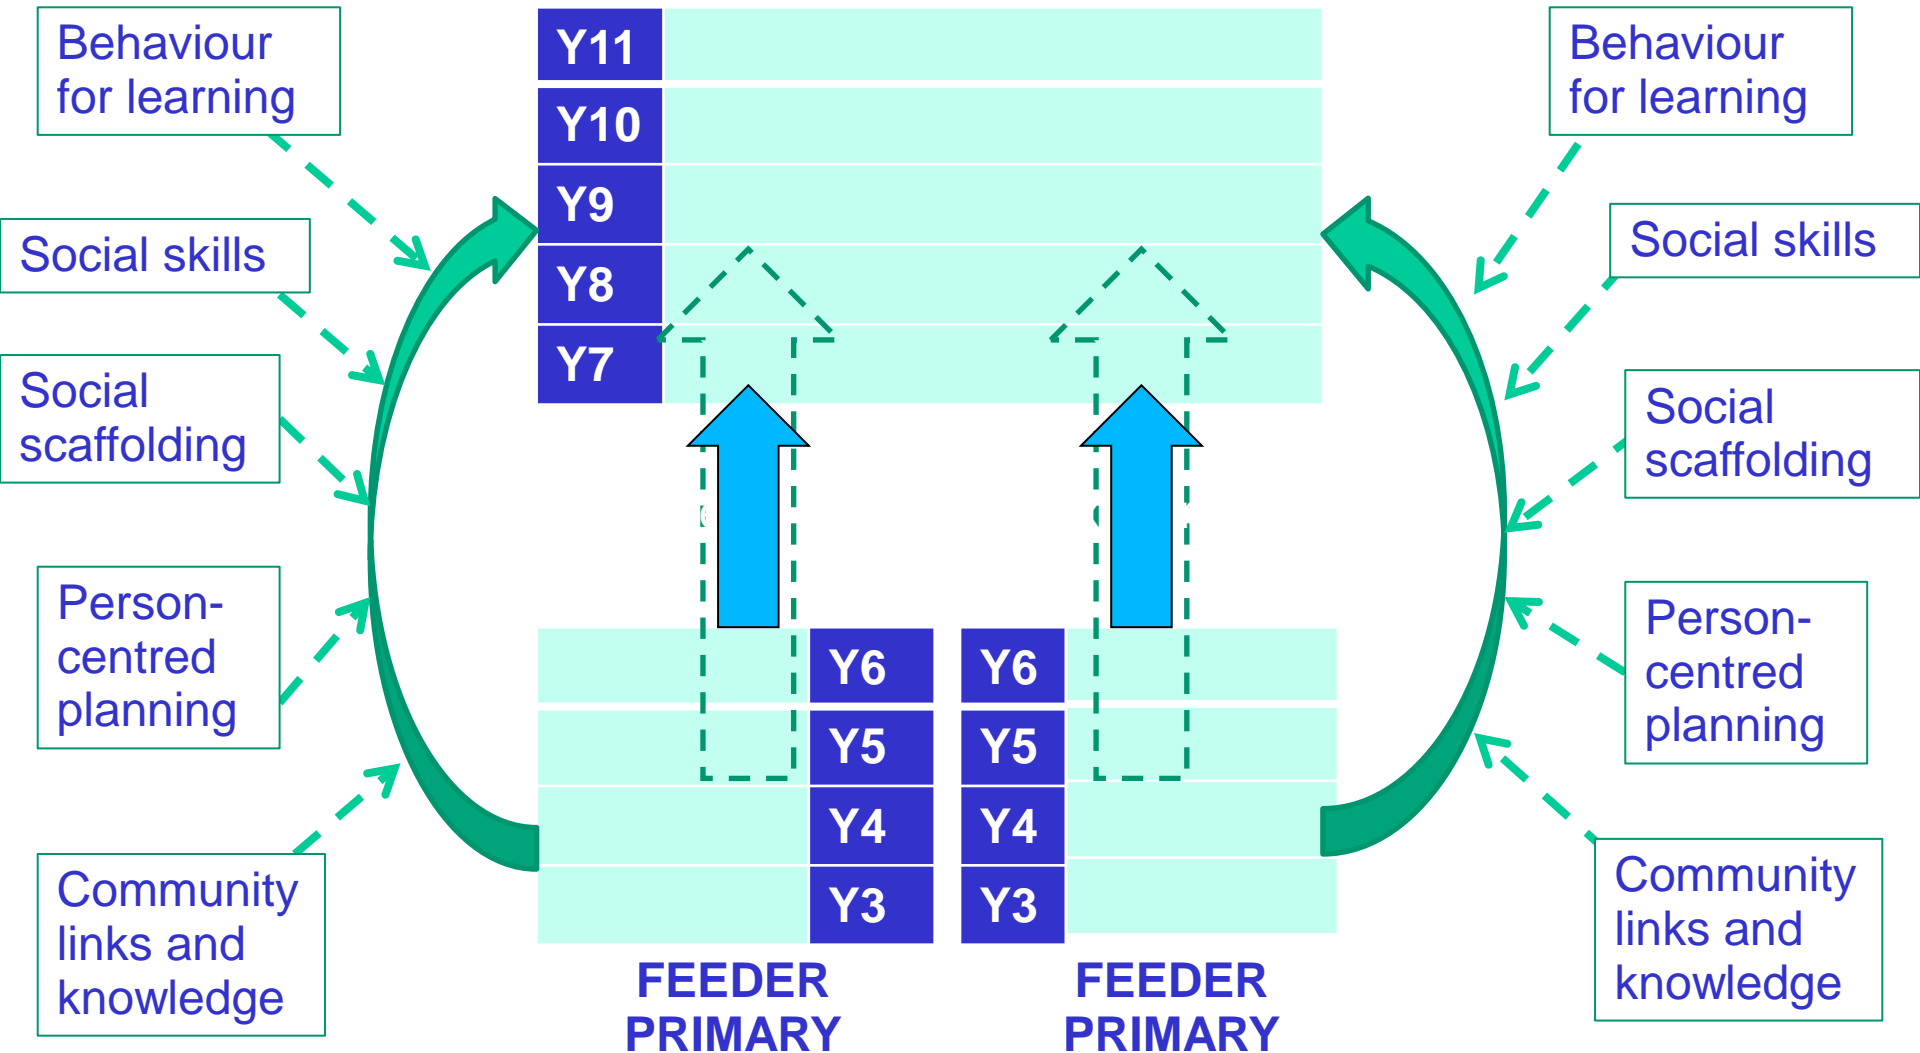 Behaviour
for learning
Social skills
Social
scaffolding
Person-
centred
planning
Community
links and
knowledge
Y11
Y10
Y9
Y8
Y7
Y6
Y5
Y4
Y3
FEEDER
PRIMARY
Y6
Y5
Y4
Y3
FEEDER
PRIMARY
Behaviour
for learning
Social skills
Social
scaffolding
Person-
centred
planning
Community
links and
knowledge